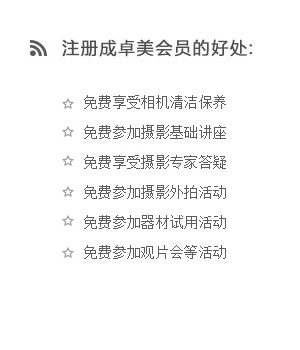 注册成卓美会员的好处:
免费享受相机清洁保养
免费参加摄影基础讲座
免费享受摄影专家答疑
免费参加摄影外拍活动
免费参加器材试用活动
免费参加观片会等活动